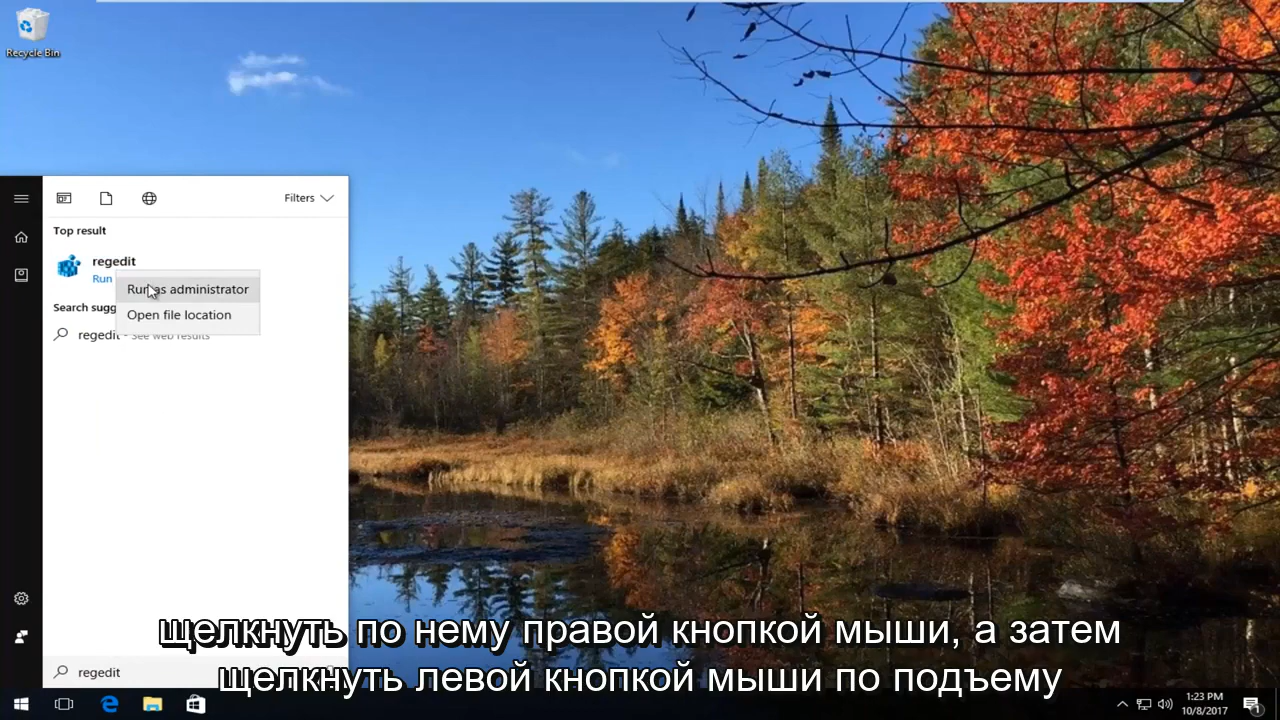 Recycle Bin
Filters
Top result
regedit
Run
Run as administrator
Search sugg
Open file location
regedit - See web results
щелкнуть по нему правой кнопкой мыши, а затем
щелкнуть левой кнопкой мыши по подъему
regedit
1:23 PM
10/8/2017
1